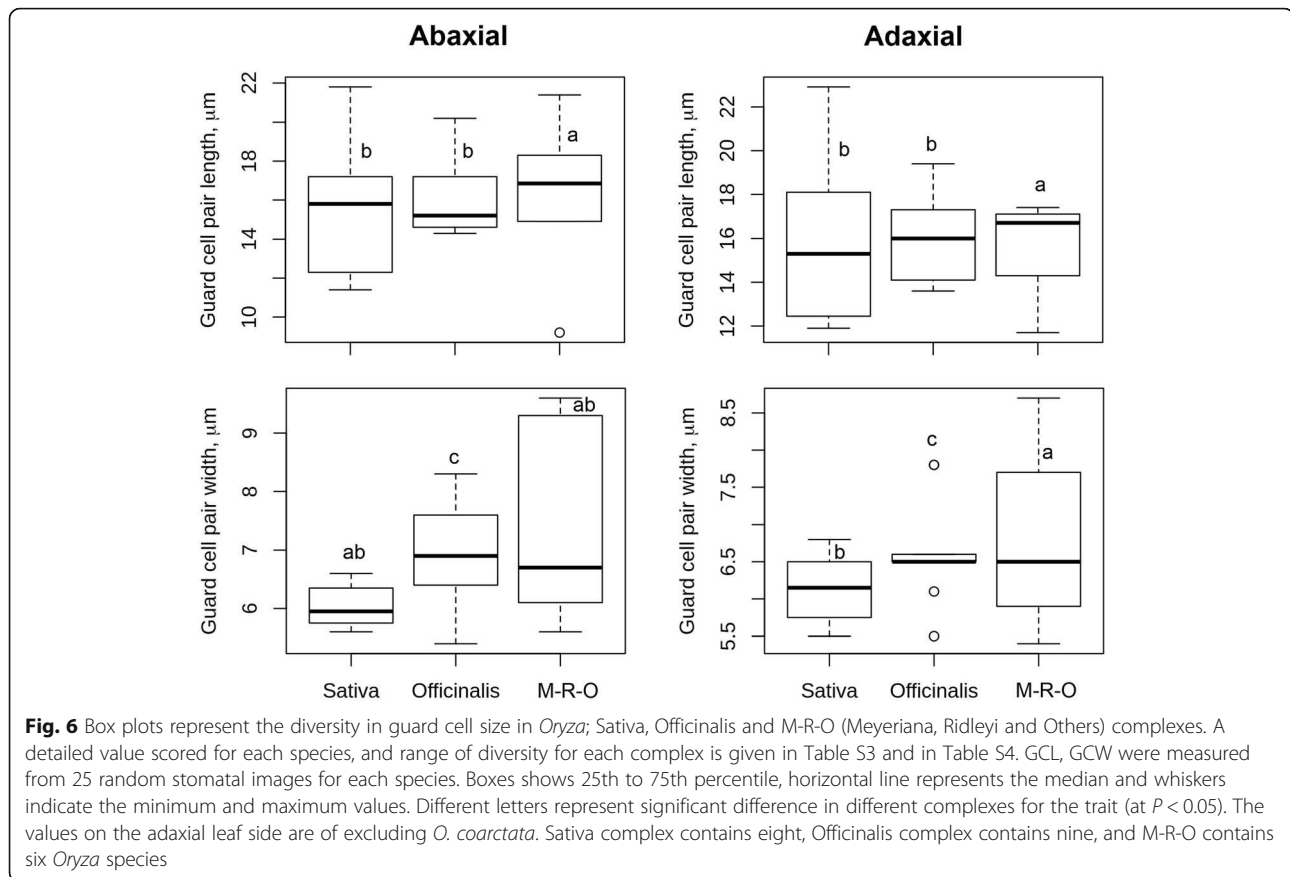 Abaxial
Adaxial
Guard cell pair length, μm
22
18
14
10
b
b
a
Guard cell pair length, μm
22
20
18
16
14
12
b
b
a
Guard cell pair width, μm
9
8
7
6
ab
c
ab
Guard cell pair width, μm
8.5
7.5
6.5
5.5
b
c
a
Sativa
Officinalis
M-R-O
Sativa
Officinalis
M-R-O
Fig. 6 Box plots represent the diversity in guard cell size in Oryza; Sativa, Officinalis and M-R-O (Meyeriana, Ridleyi and Others) complexes. A
detailed value scored for each species, and range of diversity for each complex is given in Table S3 and in Table S4. GCL, GCW were measured
from 25 random stomatal images for each species. Boxes shows 25th to 75th percentile, horizontal line represents the median and whiskers
indicate the minimum and maximum values. Different letters represent significant difference in different complexes for the trait (at P < 0.05). The
values on the adaxial leaf side are of excluding O. coarctata. Sativa complex contains eight, Officinalis complex contains nine, and M-R-O contains
six Oryza species